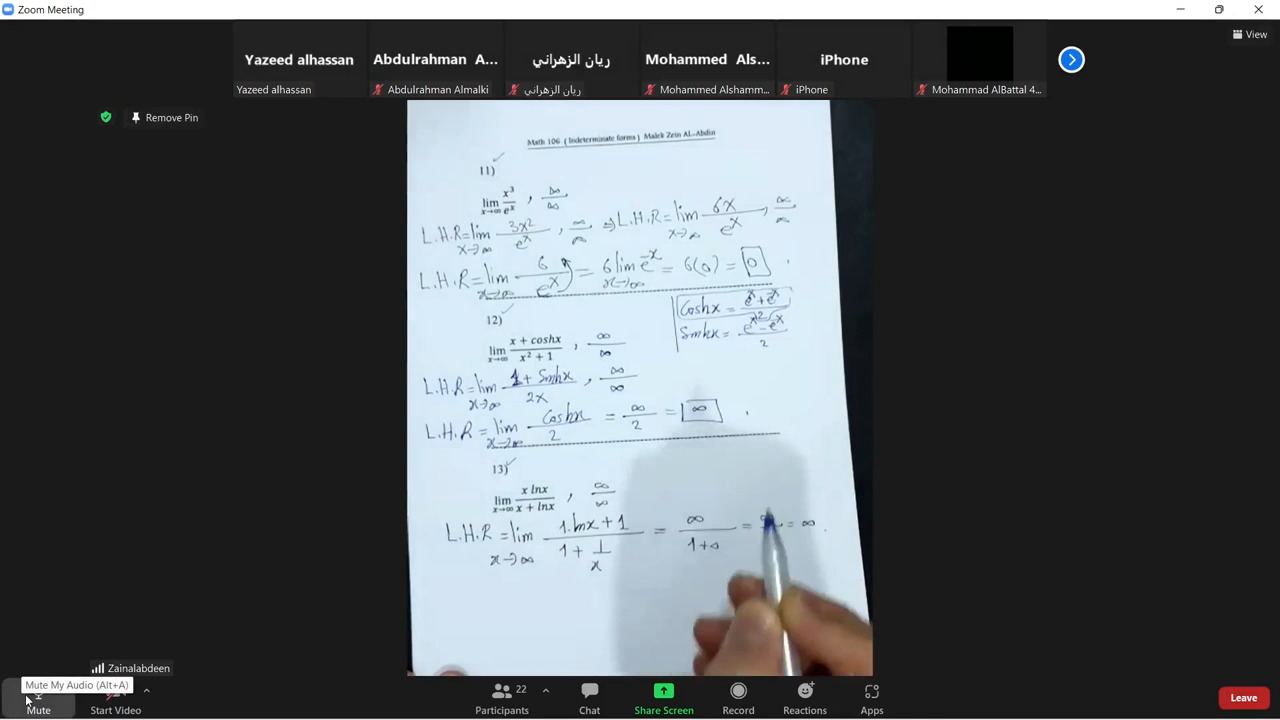 Zoom Meeting
View
Yazeed alhassan
Abdulrahman A...
ريان الزهراني
Mohammed Als...
iPhone
Yazeed alhassan
Abdulrahman Almalki
ريان الزهراني
Mohammed Alshamm...
iPhone
Mohammad AlBattal 4...
Remove Pin
Math 106 ( Indeterminate forms ) Malek Zein AL-Abdin
11) ✓
lim x→∞ x³/eˣ , ∞/∞
L.H.R = lim x→∞ 3x²/eˣ , ∞/∞ ⇒ L.H.R = lim x→∞ 6x/eˣ , ∞/∞
L.H.R = lim x→∞ 6/eˣ = 6 lim x→∞ e⁻ˣ = 6(0) = 0
12) ✓
coshx = eˣ+e⁻ˣ/2
Sinhx = eˣ-e⁻ˣ/2
lim x→∞ x + coshx/x² + 1 , ∞/∞
L.H.R = lim x→∞ 1 + Sinhx/2x , ∞/∞
L.H.R = lim x→∞ coshx/2 = ∞/2 = ∞
13) ✓
lim x→∞ x lnx/x + lnx , ∞/∞
L.H.R = lim x→∞ 1.lnx + 1/1 + 1/x = ∞/1+0 = = ∞
Zainalabdeen
Mute My Audio (Alt+A)
Mute
Start Video
22
Participants
Chat
Share Screen
Record
Reactions
Apps
Leave